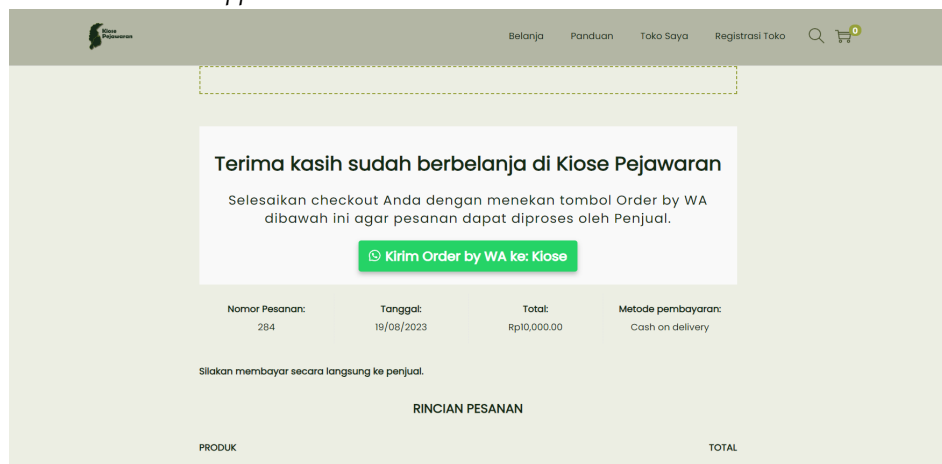 Kiose
Pejawaran
Belanja Panduan Toko Saya Registrasi Toko 0
Terima kasih sudah berbelanja di Kiose Pejawaran
Selesaikan checkout Anda dengan menekan tombol Order by WA
dibawah ini agar pesanan dapat diproses oleh Penjual.
Kirim Order by WA ke: Kiose
Nomor Pesanan: Tanggal: Total: Metode pembayaran:
284 19/08/2023 Rp10,000.00 Cash on delivery
Silakan membayar secara langsung ke penjual.
RINCIAN PESANAN
PRODUK TOTAL